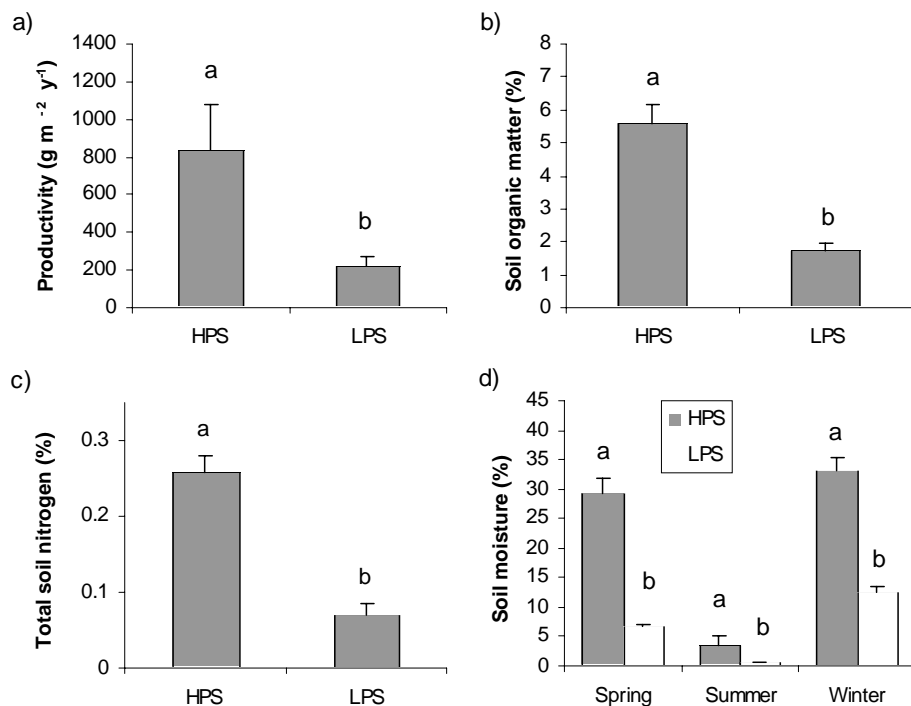 a)
Productivity (g m⁻² y⁻¹)
1400
1200
1000
800
600
400
200
0
a
b
HPS
LPS
b)
Soil organic matter (%)
8
7
6
5
4
3
2
1
0
a
b
HPS
LPS
c)
Total soil nitrogen (%)
0.3
0.2
0.1
0
a
b
HPS
LPS
d)
Soil moisture (%)
45
40
35
30
25
20
15
10
5
0
HPS
LPS
a
b
a
b
a
b
Spring
Summer
Winter